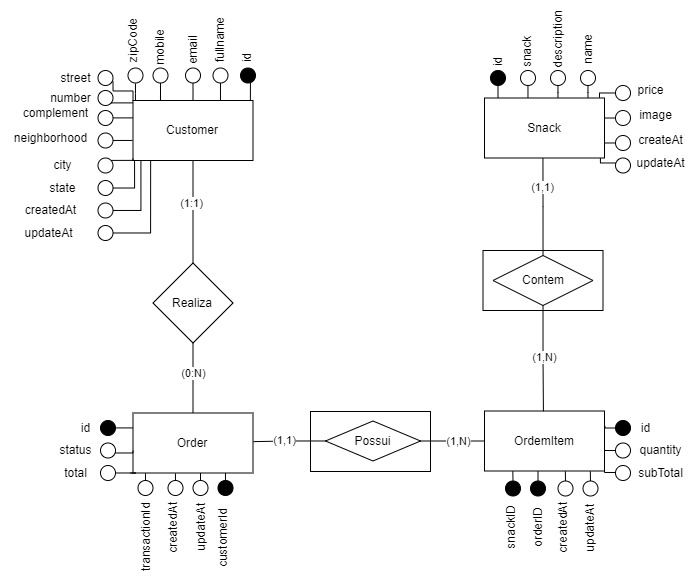 zipCode
mobile
email
fullname
id
street
number
complement
neighborhood
city
state
createdAt
updateAt
Customer
(1:1)
Realiza
(0:N)
id
snack
description
name
price
image
createAt
updateAt
Snack
(1,1)
Contem
(1,N)
id
status
total
Order
transactionId
createdAt
updateAt
customerId
(1,1)
Possui
(1,N)
OrdemItem
id
quantity
subTotal
snackID
orderID
createdAt
updateAt